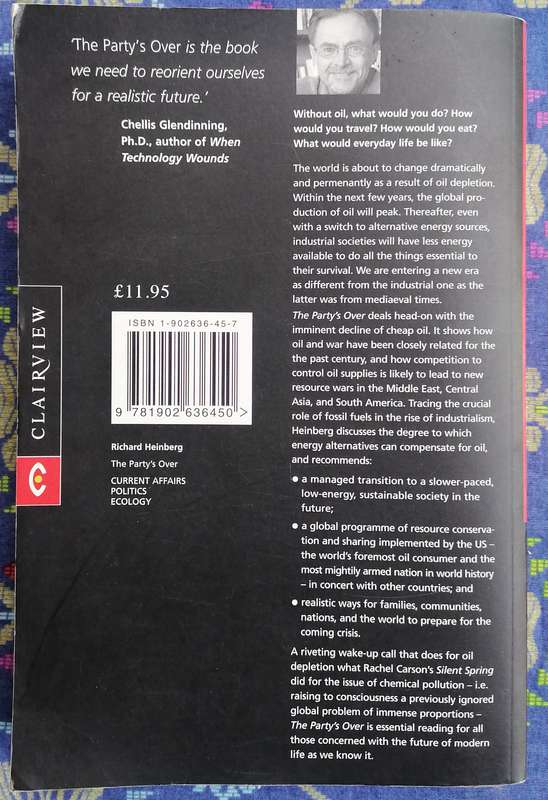 'The Party's Over is the book
we need to reorient ourselves
for a realistic future.'
Chellis Glendinning,
Ph.D., author of When
Technology Wounds
£11.95
ISBN 1-902636-45-7
9 781902 636450 >
CLAIRVIEW
Richard Heinberg
The Party's Over
CURRENT AFFAIRS
POLITICS
ECOLOGY
Without oil, what would you do? How
would you travel? How would you eat?
What would everyday life be like?
The world is about to change dramatically
and permenantly as a result of oil depletion.
Within the next few years, the global pro-
duction of oil will peak. Thereafter, even
with a switch to alternative energy sources,
industrial societies will have less energy
available to do all the things essential to
their survival. We are entering a new era
as different from the industrial one as the
latter was from mediaeval times.
The Party's Over deals head-on with the
imminent decline of cheap oil. It shows how
oil and war have been closely related for the
the past century, and how competition to
control oil supplies is likely to lead to new
resource wars in the Middle East, Central
Asia, and South America. Tracing the crucial
role of fossil fuels in the rise of industrialism,
Heinberg discusses the degree to which
energy alternatives can compensate for oil,
and recommends:
● a managed transition to a slower-paced,
low-energy, sustainable society in the
future;
● a global programme of resource conserva-
tion and sharing implemented by the US –
the world's foremost oil consumer and the
most mightily armed nation in world history
– in concert with other countries; and
● realistic ways for families, communities,
nations, and the world to prepare for the
coming crisis.
A riveting wake-up call that does for oil
depletion what Rachel Carson's Silent Spring
did for the issue of chemical pollution – i.e.
raising to consciousness a previously ignored
global problem of immense proportions –
The Party's Over is essential reading for all
those concerned with the future of modern
life as we know it.